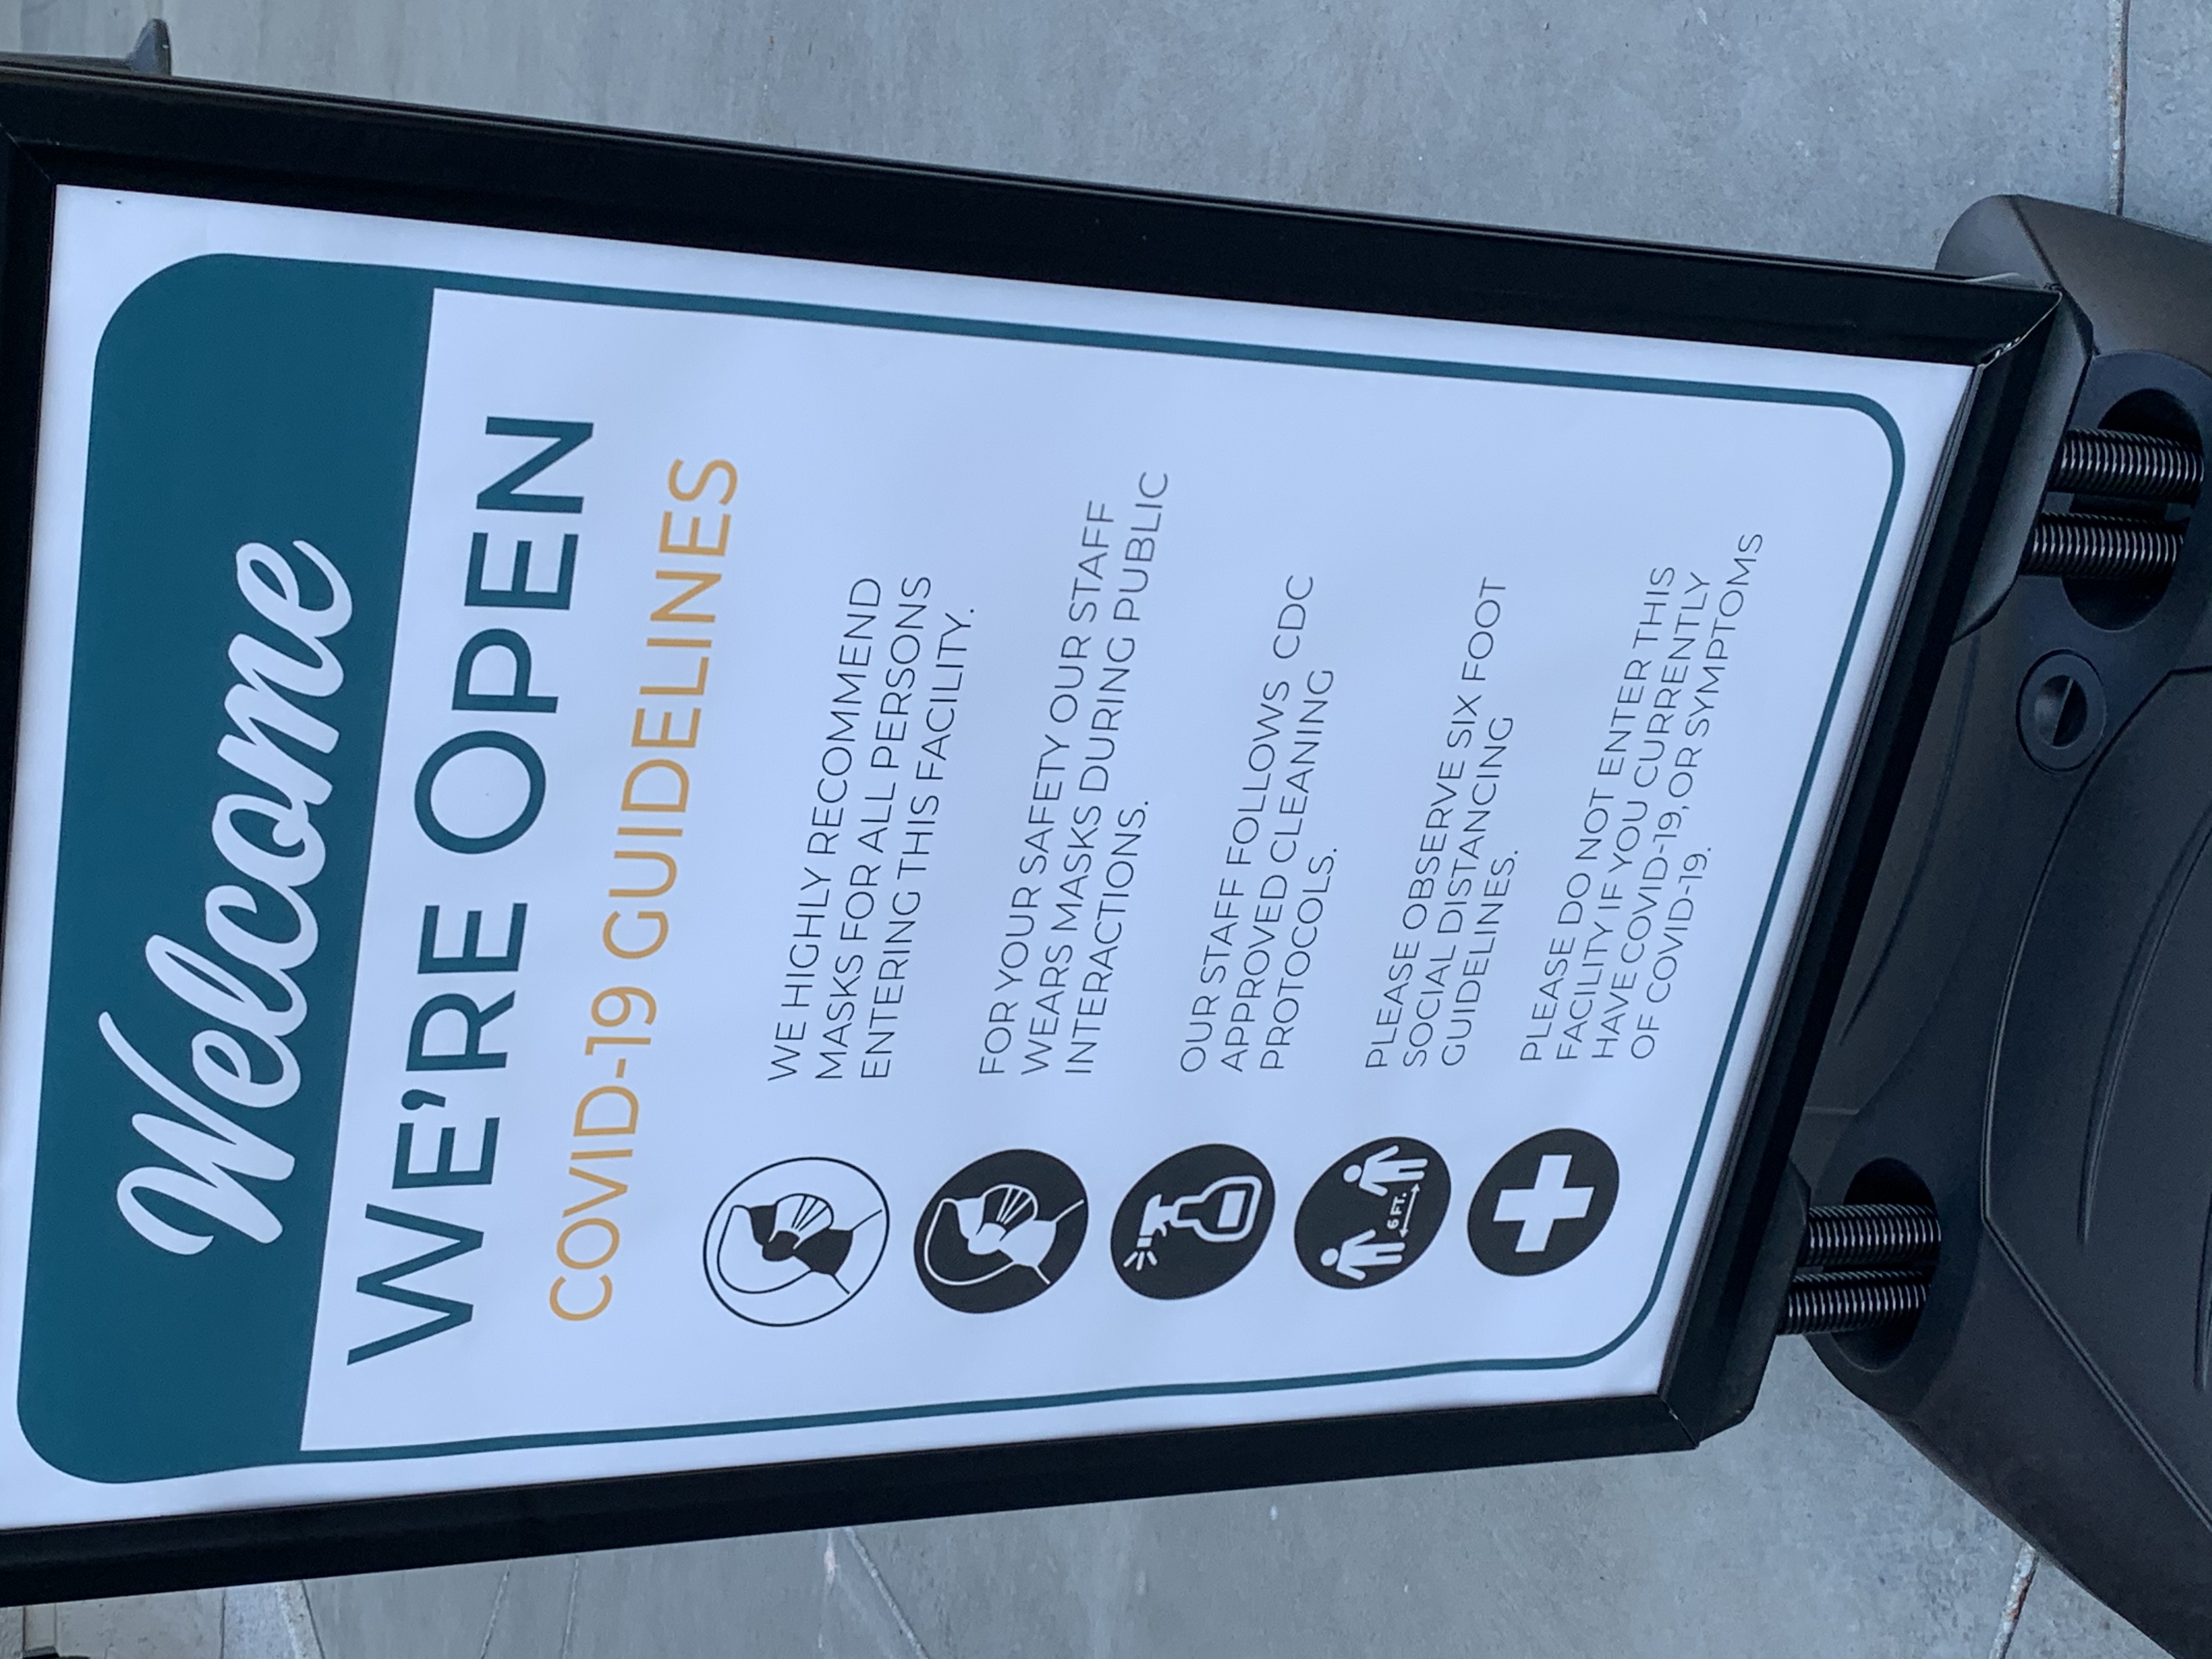 Welcome
WE'RE OPEN
COVID-19 GUIDELINES
WE HIGHLY RECOMMEND
MASKS FOR ALL PERSONS
ENTERING THIS FACILITY.
FOR YOUR SAFETY OUR STAFF
WEARS MASKS DURING PUBLIC
INTERACTIONS.
OUR STAFF FOLLOWS CDC
APPROVED CLEANING
PROTOCOLS.
6 FT.
PLEASE OBSERVE SIX FOOT
SOCIAL DISTANCING
GUIDELINES.
PLEASE DO NOT ENTER THIS
FACILITY IF YOU CURRENTLY
HAVE COVID-19, OR SYMPTOMS
OF COVID-19.